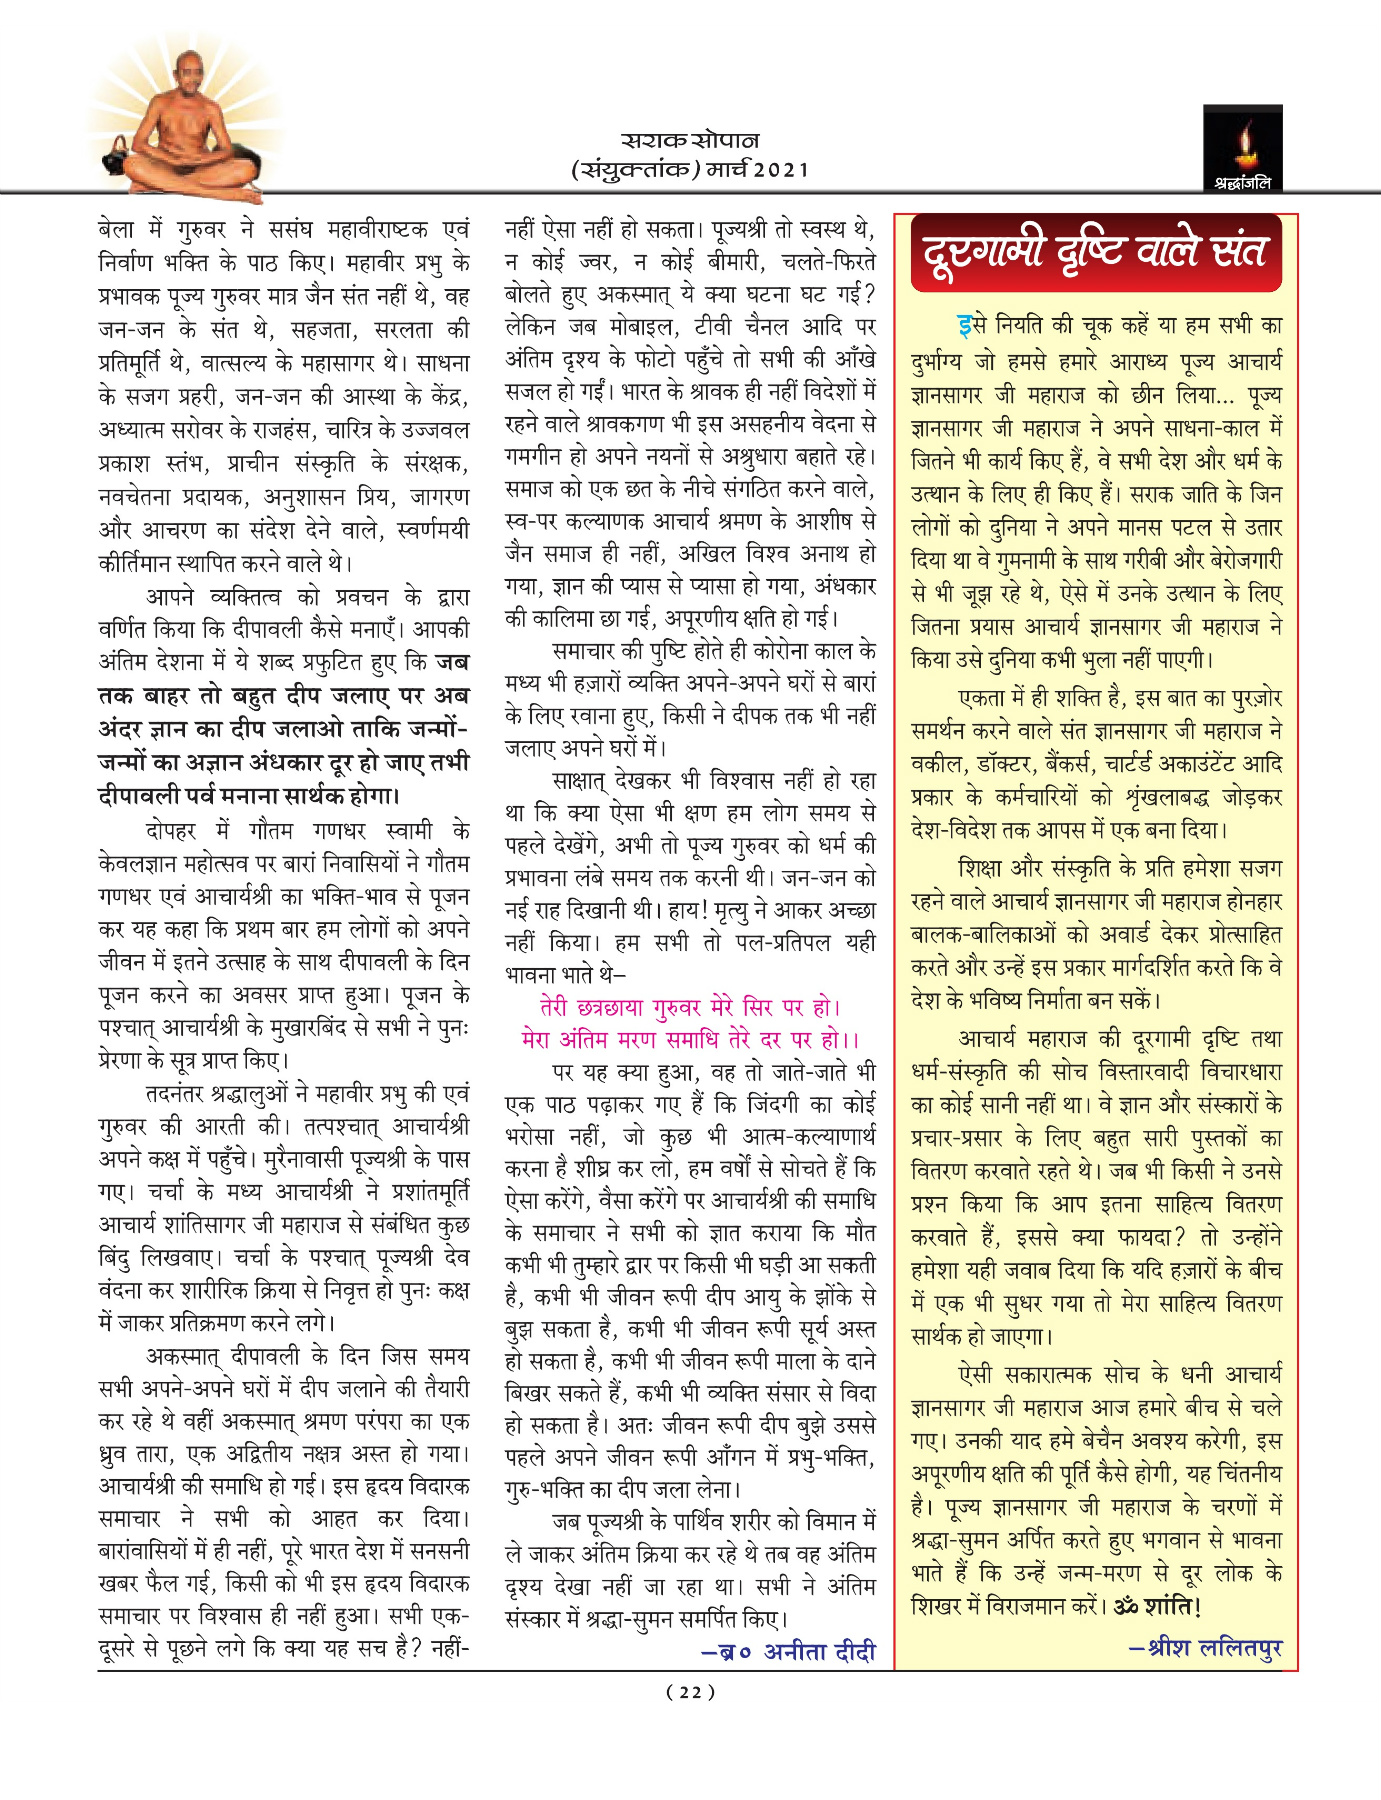 सराक सोपान
(संयुक्तांक) मार्च 2021
श्रद्धांजलि
बेला में गुरुवर ने ससंघ महावीराष्टक एवं
निर्वाण भक्ति के पाठ किए। महावीर प्रभु के
प्रभावक पूज्य गुरुवर मात्र जैन संत नहीं थे, वह
जन-जन के संत थे, सहजता, सरलता की
प्रतिमूर्ति थे, वात्सल्य के महासागर थे। साधना
के सजग प्रहरी, जन-जन की आस्था के केंद्र,
अध्यात्म सरोवर के राजहंस, चारित्र के उज्जवल
प्रकाश स्तंभ, प्राचीन संस्कृति के संरक्षक,
नवचेतना प्रदायक, अनुशासन प्रिय, जागरण
और आचरण का संदेश देने वाले, स्वर्णमयी
कीर्तिमान स्थापित करने वाले थे।
आपने व्यक्तित्व को प्रवचन के द्वारा
वर्णित किया कि दीपावली कैसे मनाएँ। आपकी
अंतिम देशना में ये शब्द प्रफुटित हुए कि जब
तक बाहर तो बहुत दीप जलाए पर अब
अंदर ज्ञान का दीप जलाओ ताकि जन्मों-
जन्मों का अज्ञान अंधकार दूर हो जाए तभी
दीपावली पर्व मनाना सार्थक होगा।
दोपहर में गौतम गणधर स्वामी के
केवलज्ञान महोत्सव पर बारां निवासियों ने गौतम
गणधर एवं आचार्यश्री का भक्ति-भाव से पूजन
कर यह कहा कि प्रथम बार हम लोगों को अपने
जीवन में इतने उत्साह के साथ दीपावली के दिन
पूजन करने का अवसर प्राप्त हुआ। पूजन के
पश्चात् आचार्यश्री के मुखारबिंद से सभी ने पुनः
प्रेरणा के सूत्र प्राप्त किए।
तदनंतर श्रद्धालुओं ने महावीर प्रभु की एवं
गुरुवर की आरती की। तत्पश्चात् आचार्यश्री
अपने कक्ष में पहुँचे। मुरैनावासी पूज्यश्री के पास
गए। चर्चा के मध्य आचार्यश्री ने प्रशांतमूर्ति
आचार्य शांतिसागर जी महाराज से संबंधित कुछ
बिंदु लिखवाए। चर्चा के पश्चात् पूज्यश्री देव
वंदना कर शारीरिक क्रिया से निवृत्त हो पुनः कक्ष
में जाकर प्रतिक्रमण करने लगे।
अकस्मात् दीपावली के दिन जिस समय
सभी अपने-अपने घरों में दीप जलाने की तैयारी
कर रहे थे वहीं अकस्मात् श्रमण परंपरा का एक
ध्रुव तारा, एक अद्वितीय नक्षत्र अस्त हो गया।
आचार्यश्री की समाधि हो गई। इस हृदय विदारक
समाचार ने सभी को आहत कर दिया।
बारांवासियों में ही नहीं, पूरे भारत देश में सनसनी
खबर फैल गई, किसी को भी इस हृदय विदारक
समाचार पर विश्वास ही नहीं हुआ। सभी एक-
दूसरे से पूछने लगे कि क्या यह सच है? नहीं-
नहीं ऐसा नहीं हो सकता। पूज्यश्री तो स्वस्थ थे,
न कोई ज्वर, न कोई बीमारी, चलते-फिरते
बोलते हुए अकस्मात् ये क्या घटना घट गई?
लेकिन जब मोबाइल, टीवी चैनल आदि पर
अंतिम दृश्य के फोटो पहुँचे तो सभी की आँखे
सजल हो गईं। भारत के श्रावक ही नहीं विदेशों में
रहने वाले श्रावकगण भी इस असहनीय वेदना से
गमगीन हो अपने नयनों से अश्रुधारा बहाते रहे।
समाज को एक छत के नीचे संगठित करने वाले,
स्व-पर कल्याणक आचार्य श्रमण के आशीष से
जैन समाज ही नहीं, अखिल विश्व अनाथ हो
गया, ज्ञान की प्यास से प्यासा हो गया, अंधकार
की कालिमा छा गई, अपूरणीय क्षति हो गई।
समाचार की पुष्टि होते ही कोरोना काल के
मध्य भी हज़ारों व्यक्ति अपने-अपने घरों से बारां
के लिए रवाना हुए, किसी ने दीपक तक भी नहीं
जलाए अपने घरों में।
साक्षात् देखकर भी विश्वास नहीं हो रहा
था कि क्या ऐसा भी क्षण हम लोग समय से
पहले देखेंगे, अभी तो पूज्य गुरुवर को धर्म की
प्रभावना लंबे समय तक करनी थी। जन-जन को
नई राह दिखानी थी। हाय! मृत्यु ने आकर अच्छा
नहीं किया। हम सभी तो पल-प्रतिपल यही
भावना भाते थे–
तेरी छत्रछाया गुरुवर मेरे सिर पर हो।
मेरा अंतिम मरण समाधि तेरे दर पर हो।।
पर यह क्या हुआ, वह तो जाते-जाते भी
एक पाठ पढ़ाकर गए हैं कि जिंदगी का कोई
भरोसा नहीं, जो कुछ भी आत्म-कल्याणार्थ
करना है शीघ्र कर लो, हम वर्षों से सोचते हैं कि
ऐसा करेंगे, वैसा करेंगे पर आचार्यश्री की समाधि
के समाचार ने सभी को ज्ञात कराया कि मौत
कभी भी तुम्हारे द्वार पर किसी भी घड़ी आ सकती
है, कभी भी जीवन रूपी दीप आयु के झोंके से
बुझ सकता है, कभी भी जीवन रूपी सूर्य अस्त
हो सकता है, कभी भी जीवन रूपी माला के दाने
बिखर सकते हैं, कभी भी व्यक्ति संसार से विदा
हो सकता है। अतः जीवन रूपी दीप बुझे उससे
पहले अपने जीवन रूपी आँगन में प्रभु-भक्ति,
गुरु-भक्ति का दीप जला लेना।
जब पूज्यश्री के पार्थिव शरीर को विमान में
ले जाकर अंतिम क्रिया कर रहे थे तब वह अंतिम
दृश्य देखा नहीं जा रहा था। सभी ने अंतिम
संस्कार में श्रद्धा-सुमन समर्पित किए।
–ब्र० अनीता दीदी
दूरगामी दृष्टि वाले संत
इसे नियति की चूक कहें या हम सभी का
दुर्भाग्य जो हमसे हमारे आराध्य पूज्य आचार्य
ज्ञानसागर जी महाराज को छीन लिया... पूज्य
ज्ञानसागर जी महाराज ने अपने साधना-काल में
जितने भी कार्य किए हैं, वे सभी देश और धर्म के
उत्थान के लिए ही किए हैं। सराक जाति के जिन
लोगों को दुनिया ने अपने मानस पटल से उतार
दिया था वे गुमनामी के साथ गरीबी और बेरोजगारी
से भी जूझ रहे थे, ऐसे में उनके उत्थान के लिए
जितना प्रयास आचार्य ज्ञानसागर जी महाराज ने
किया उसे दुनिया कभी भुला नहीं पाएगी।
एकता में ही शक्ति है, इस बात का पुरज़ोर
समर्थन करने वाले संत ज्ञानसागर जी महाराज ने
वकील, डॉक्टर, बैंकर्स, चार्टर्ड अकाउंटेंट आदि
प्रकार के कर्मचारियों को शृंखलाबद्ध जोड़कर
देश-विदेश तक आपस में एक बना दिया।
शिक्षा और संस्कृति के प्रति हमेशा सजग
रहने वाले आचार्य ज्ञानसागर जी महाराज होनहार
बालक-बालिकाओं को अवार्ड देकर प्रोत्साहित
करते और उन्हें इस प्रकार मार्गदर्शित करते कि वे
देश के भविष्य निर्माता बन सकें।
आचार्य महाराज की दूरगामी दृष्टि तथा
धर्म-संस्कृति की सोच विस्तारवादी विचारधारा
का कोई सानी नहीं था। वे ज्ञान और संस्कारों के
प्रचार-प्रसार के लिए बहुत सारी पुस्तकों का
वितरण करवाते रहते थे। जब भी किसी ने उनसे
प्रश्न किया कि आप इतना साहित्य वितरण
करवाते हैं, इससे क्या फायदा? तो उन्होंने
हमेशा यही जवाब दिया कि यदि हज़ारों के बीच
में एक भी सुधर गया तो मेरा साहित्य वितरण
सार्थक हो जाएगा।
ऐसी सकारात्मक सोच के धनी आचार्य
ज्ञानसागर जी महाराज आज हमारे बीच से चले
गए। उनकी याद हमे बेचैन अवश्य करेगी, इस
अपूरणीय क्षति की पूर्ति कैसे होगी, यह चिंतनीय
है। पूज्य ज्ञानसागर जी महाराज के चरणों में
श्रद्धा-सुमन अर्पित करते हुए भगवान से भावना
भाते हैं कि उन्हें जन्म-मरण से दूर लोक के
शिखर में विराजमान करें। ॐ शांति!
–श्रीश ललितपुर
( 22 )